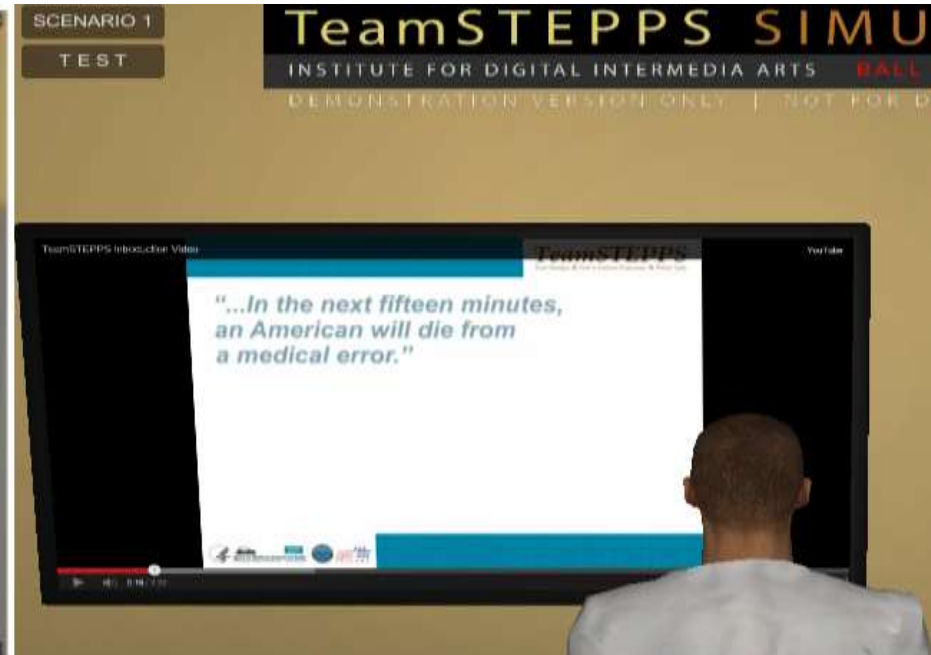 SCENARIO 1
TEST
TeamSTEPPS SIMU
INSTITUTE FOR DIGITAL INTERMEDIA ARTS BALL
DEMONSTRATION VERSION ONLY | NOT FOR D
TeamSTEPPS Introduction Video
YouTube
TeamSTEPPS
"...In the next fifteen minutes,
an American will die from
a medical error."